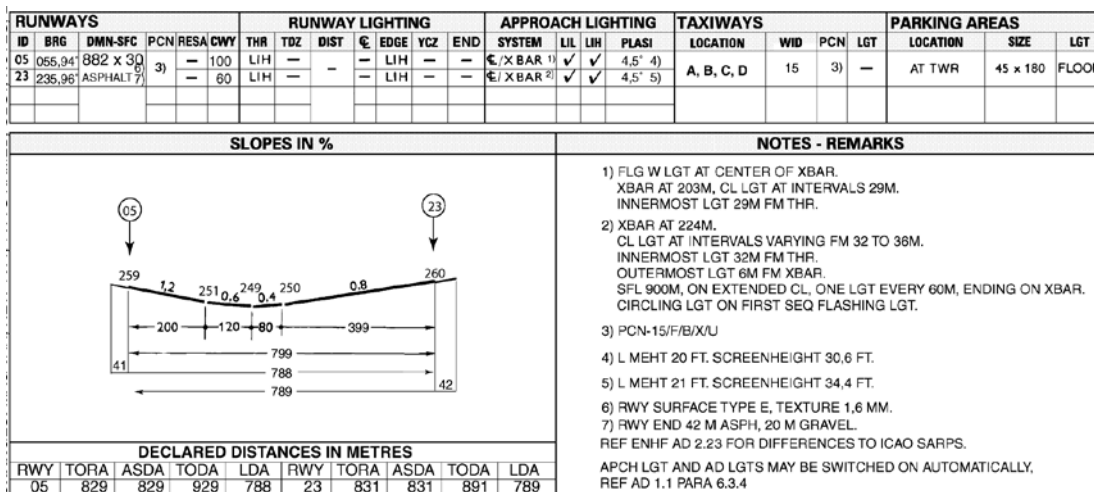 RUNWAYS RUNWAY LIGHTING APPROACH LIGHTING TAXIWAYS PARKING AREAS
ID BRG DMN-SFC PCN RESA CWY THR TDZ DIST ℄ EDGE YCZ END SYSTEM LIL LIH PLASI LOCATION WID PCN LGT LOCATION SIZE LGT
05 055,94° 882 x 30 6) 3) – 100 LIH – – – LIH – – ℄/X BAR 1) ✓ ✓ 4,5° 4) A, B, C, D 15 3) – AT TWR 45 x 180 FLOOD
23 235,96° ASPHALT 7) – 60 LIH – – LIH – – ℄/X BAR 2) ✓ ✓ 4,5° 5)
SLOPES IN % NOTES - REMARKS
1) FLG W LGT AT CENTER OF XBAR.
XBAR AT 203M, CL LGT AT INTERVALS 29M.
INNERMOST LGT 29M FM THR.
2) XBAR AT 224M.
CL LGT AT INTERVALS VARYING FM 32 TO 36M.
INNERMOST LGT 32M FM THR.
OUTERMOST LGT 6M FM XBAR.
SFL 900M, ON EXTENDED CL, ONE LGT EVERY 60M, ENDING ON XBAR.
CIRCLING LGT ON FIRST SEQ FLASHING LGT.
3) PCN-15/F/B/X/U
4) L MEHT 20 FT. SCREENHEIGHT 30,6 FT.
5) L MEHT 21 FT. SCREENHEIGHT 34,4 FT.
6) RWY SURFACE TYPE E, TEXTURE 1,6 MM.
7) RWY END 42 M ASPH, 20 M GRAVEL.
REF ENHF AD 2.23 FOR DIFFERENCES TO ICAO SARPS.
APCH LGT AND AD LGTS MAY BE SWITCHED ON AUTOMATICALLY,
REF AD 1.1 PARA 6.3.4
05 23
259 1,2 251 0.6 249 0.4 250 0.8 260
200 120 80 399
799
41 788
789 42
DECLARED DISTANCES IN METRES
RWY TORA ASDA TODA LDA RWY TORA ASDA TODA LDA
05 829 829 929 788 23 831 831 891 789